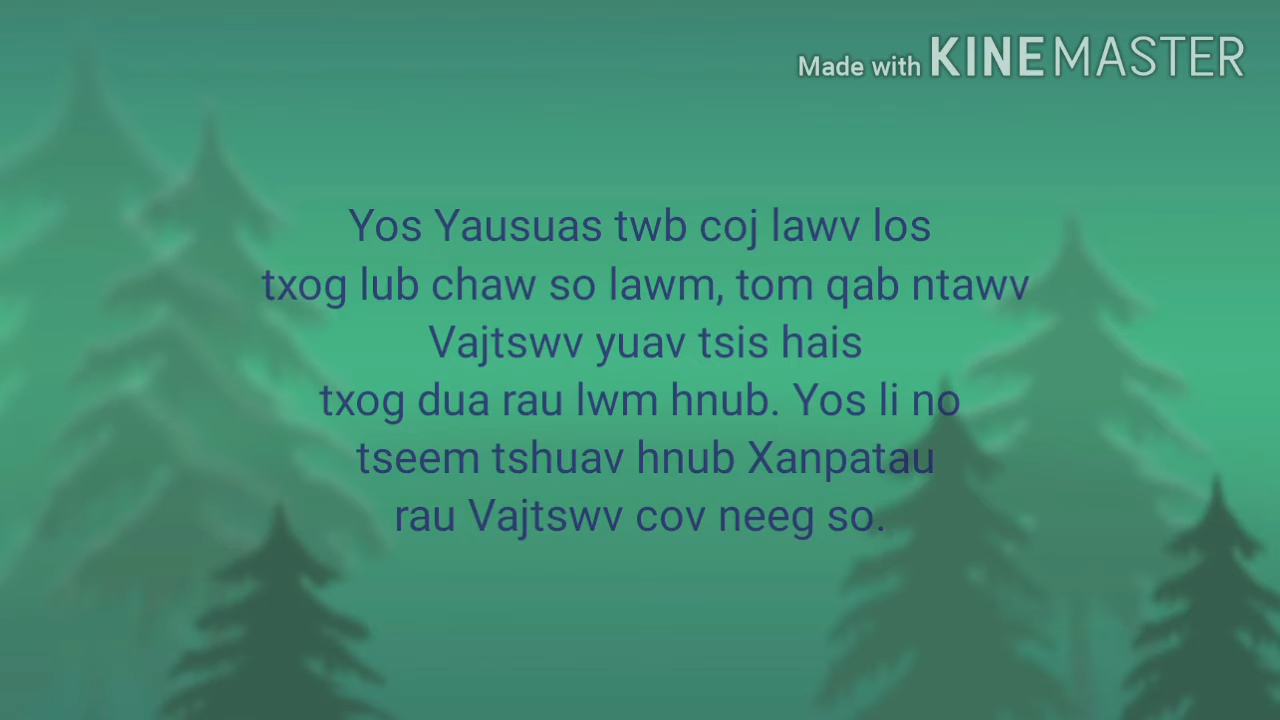 Made with KINEMASTER
Yos Yausuas twb coj lawv los
txog lub chaw so lawm, tom qab ntawv
Vajtswv yuav tsis hais
txog dua rau lwm hnub. Yos li no
tseem tshuav hnub Xanpatau
rau Vajtswv cov neeg so.